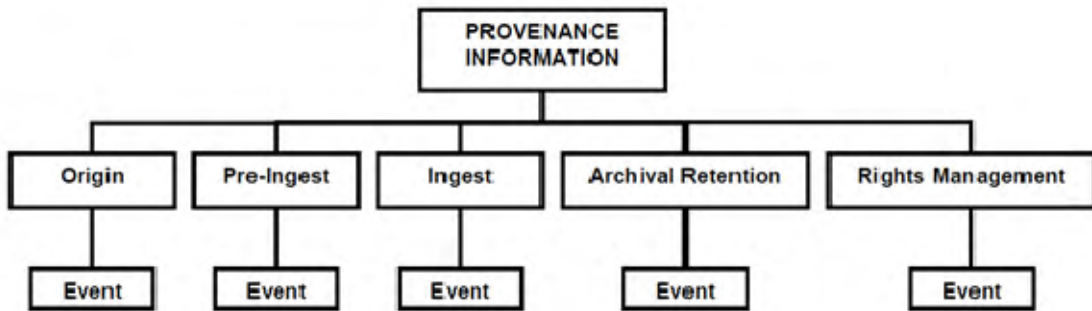 PROVENANCE
INFORMATION
Origin
Pre-Ingest
Ingest
Archival Retention
Rights Management
Event
Event
Event
Event
Event